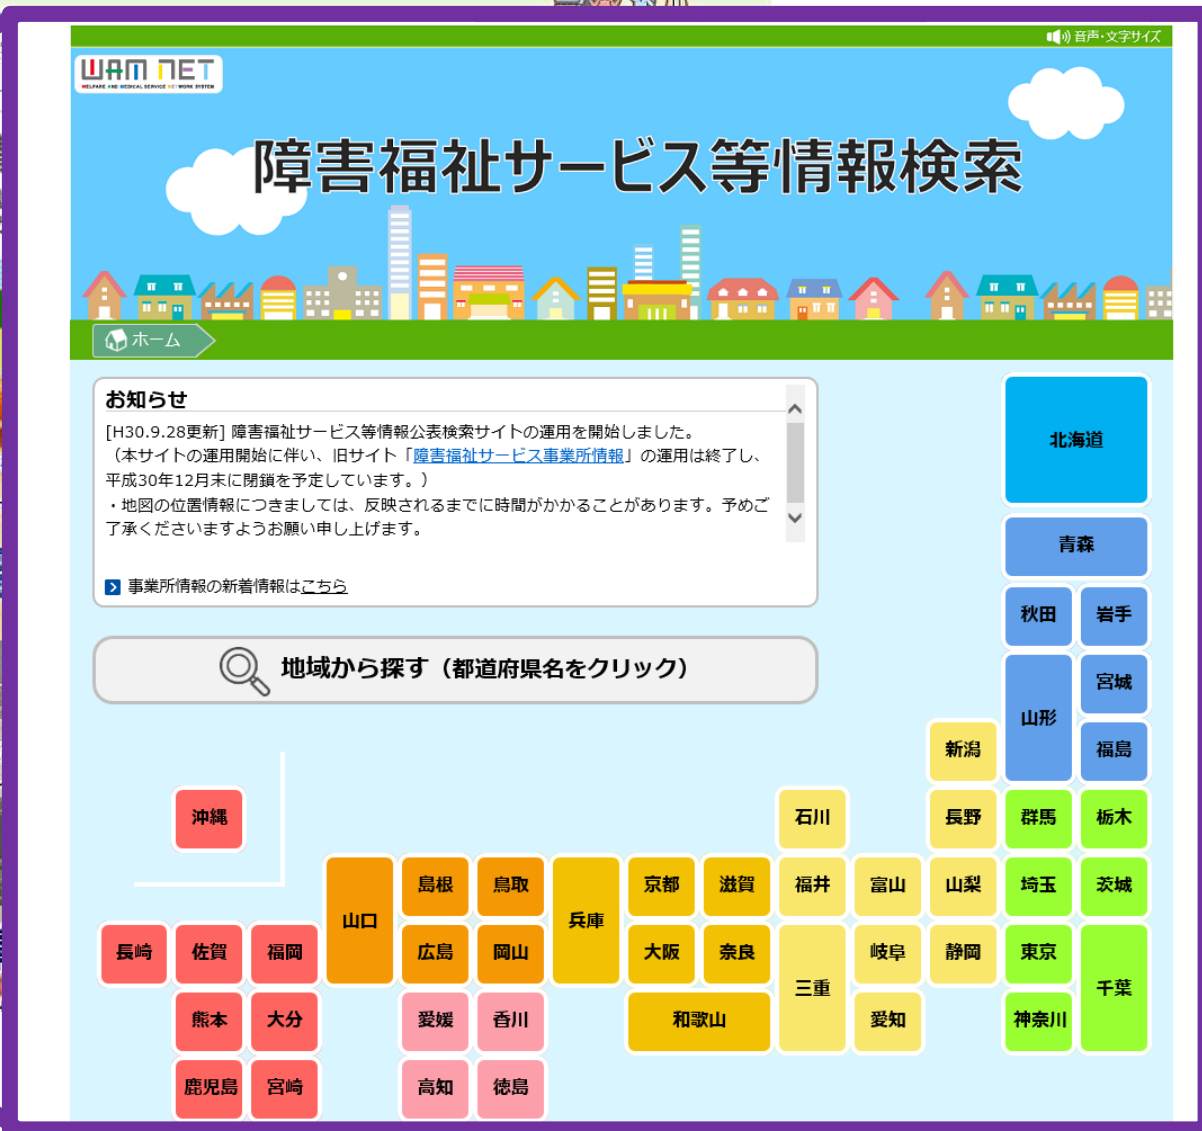 音声・文字サイズ
WAM NET
WELFARE AND MEDICAL SERVICE NETWORK SYSTEM
障害福祉サービス等情報検索
ホーム
お知らせ
[H30.9.28更新] 障害福祉サービス等情報公表検索サイトの運用を開始しました。
（本サイトの運用開始に伴い、旧サイト「障害福祉サービス事業所情報」の運用は終了し、
平成30年12月末に閉鎖を予定しています。）
・地図の位置情報につきましては、反映されるまでに時間がかかることがあります。予めご
了承くださいますようお願い申し上げます。
事業所情報の新着情報はこちら
地域から探す（都道府県名をクリック）
北海道
青森
秋田 岩手
宮城
山形
新潟 福島
沖縄 石川 長野 群馬 栃木
島根 鳥取 京都 滋賀 福井 富山 山梨 埼玉 茨城
山口 兵庫
長崎 佐賀 福岡 広島 岡山 大阪 奈良 岐阜 静岡 東京
三重 千葉
熊本 大分 愛媛 香川 和歌山 愛知 神奈川
鹿児島 宮崎 高知 徳島